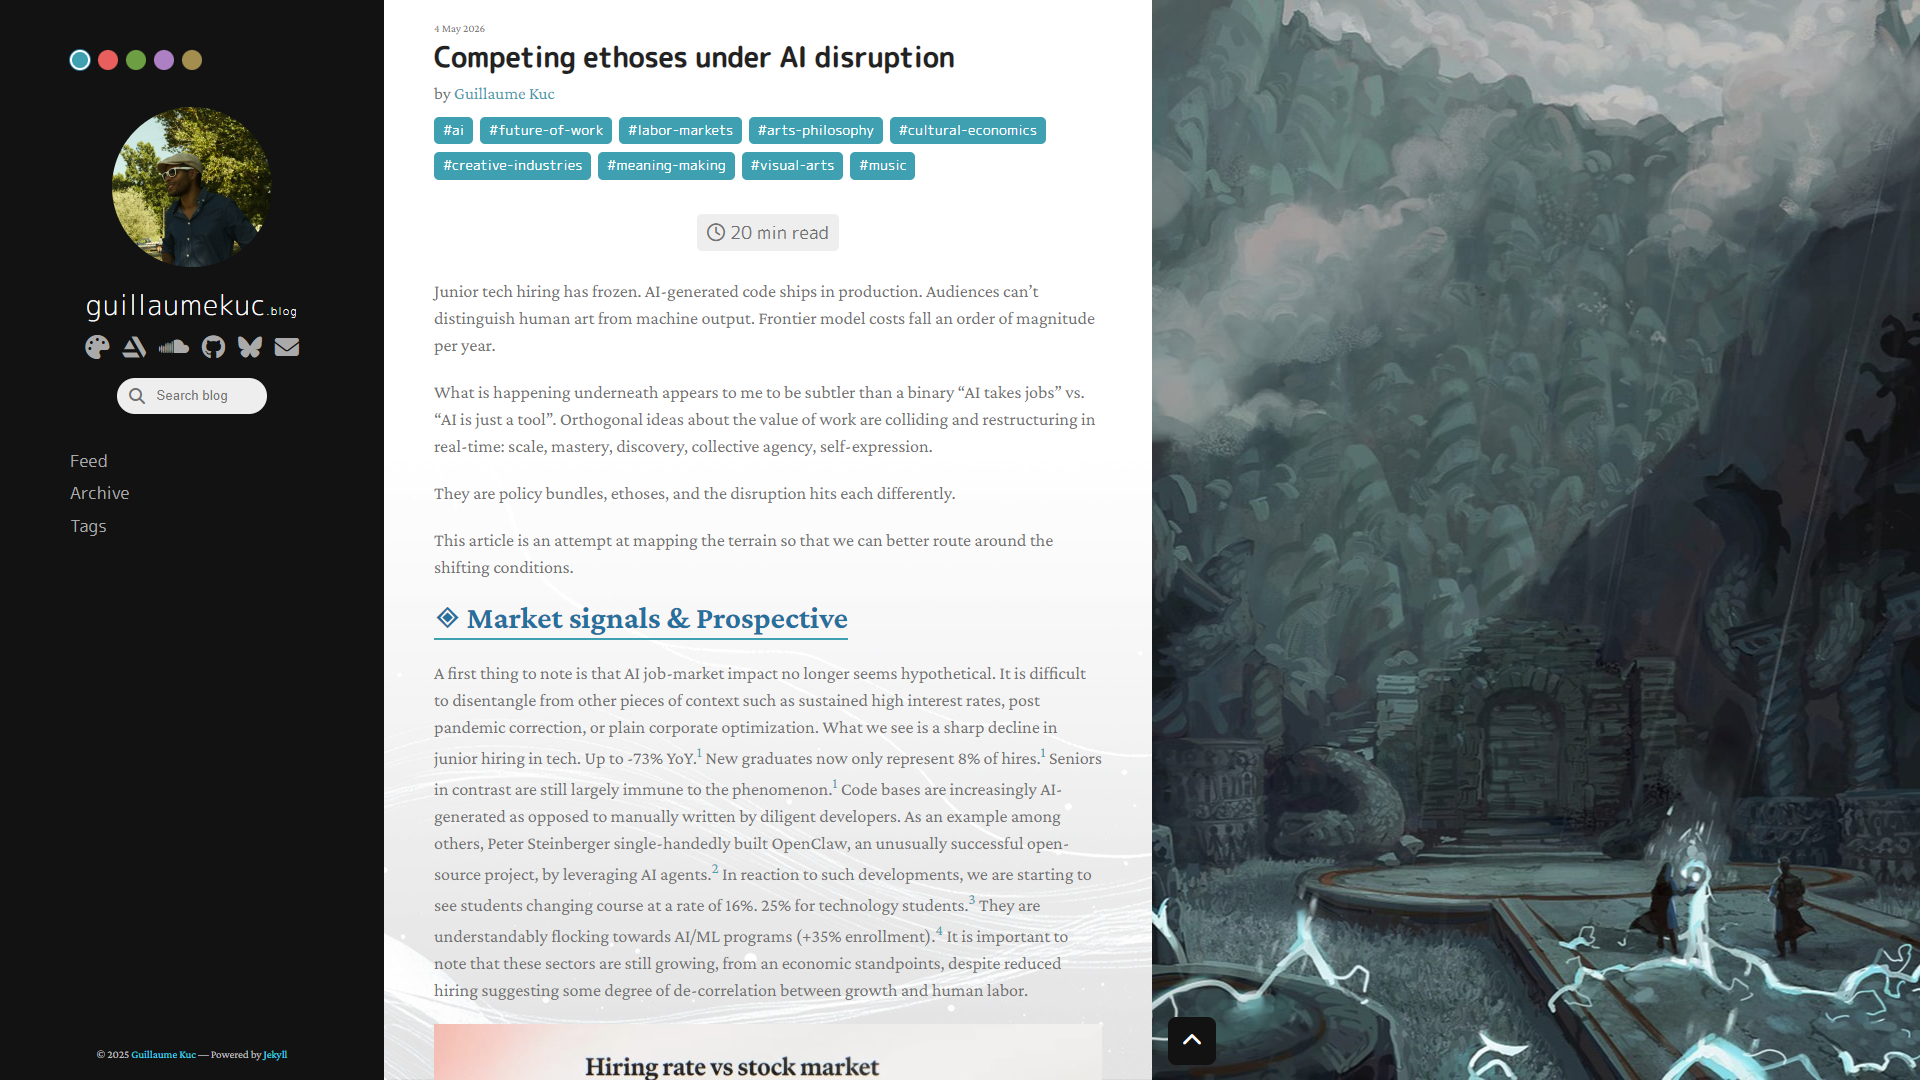 guillaumekuc.blog
Search blog
Feed
Archive
Tags
© 2025 Guillaume Kuc — Powered by Jekyll
4 May 2026
Competing ethoses under AI disruption
by Guillaume Kuc
#ai #future-of-work #labor-markets #arts-philosophy #cultural-economics
#creative-industries #meaning-making #visual-arts #music
20 min read
Junior tech hiring has frozen. AI-generated code ships in production. Audiences can’t
distinguish human art from machine output. Frontier model costs fall an order of magnitude
per year.
What is happening underneath appears to me to be subtler than a binary “AI takes jobs” vs.
“AI is just a tool”. Orthogonal ideas about the value of work are colliding and restructuring in
real-time: scale, mastery, discovery, collective agency, self-expression.
They are policy bundles, ethoses, and the disruption hits each differently.
This article is an attempt at mapping the terrain so that we can better route around the
shifting conditions.
Market signals & Prospective
A first thing to note is that AI job-market impact no longer seems hypothetical. It is difficult
to disentangle from other pieces of context such as sustained high interest rates, post
pandemic correction, or plain corporate optimization. What we see is a sharp decline in
junior hiring in tech. Up to -73% YoY.1 New graduates now only represent 8% of hires.1 Seniors
in contrast are still largely immune to the phenomenon.1 Code bases are increasingly AI-
generated as opposed to manually written by diligent developers. As an example among
others, Peter Steinberger single-handedly built OpenClaw, an unusually successful open-
source project, by leveraging AI agents.2 In reaction to such developments, we are starting to
see students changing course at a rate of 16%. 25% for technology students.3 They are
understandably flocking towards AI/ML programs (+35% enrollment).4 It is important to
note that these sectors are still growing, from an economic standpoints, despite reduced
hiring suggesting some degree of de-correlation between growth and human labor.
Hiring rate vs stock market